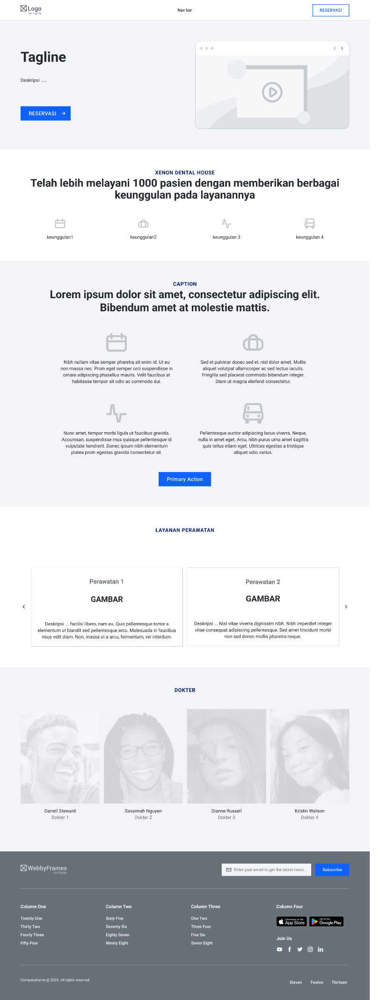 Logo
for Figma
Nav bar
RESERVASI
Tagline
Deskripsi .....
RESERVASI
XENON DENTAL HOUSE
Telah lebih melayani 1000 pasien dengan memberikan berbagai
keunggulan pada layanannya
keunggulan1
keunggulan2
keunggulan 3
keunggulan 4
CAPTION
Lorem ipsum dolor sit amet, consectetur adipiscing elit.
Bibendum amet at molestie mattis.
Nibh nullam vitae semper pharetra sit enim id. Ut eu
non massa nec. Proin eget semper orci suspendisse in
ornare adipiscing phasellus mauris. Velit faucibus at
habitasse tempor sit odio ac commodo dui.
Sed et pulvinar donec sed et, nisl dolor amet. Mollis
aliquet volutpat ullamcorper ac sed lectus iaculis.
Fringilla sed placerat commodo bibendum integer.
Diam ut magna eleifend consectetur.
Nunc amet, tempor morbi ligula ut faucibus gravida.
Accumsan, suspendisse mus quisque pellentesque id
vulputate hendrerit. Donec ipsum nibh elementum
platea proin egestas gravida consectetur sit.
Pellentesque auctor adipiscing lacus viverra. Neque,
nulla in amet eget. Arcu, nibh purus urna amet sagittis
quis tellus etiam eget. Ultrices egestas a tristique
aliquet odio varius.
Primary Action
LAYANAN PERAWATAN
Perawatan 1
GAMBAR
Deskripsi ... facilisi libero, nam eu. Quis pellentesque tortor a
elementum ut blandit sed pellentesque arcu. Malesuada in faucibus
risus velit diam. Non, massa ut a arcu, fermentum, vel interdum.
Perawatan 2
GAMBAR
Deskripsi ... Nisl vitae viverra dignissim nibh. Nibh imperdiet integer
vitae consequat adipiscing pellentesque. Sed amet tincidunt morbi
non sed donec mollis pharetra neque.
DOKTER
Darrell Steward
Dokter 1
Savannah Nguyen
Dokter 2
Dianne Russell
Dokter 3
Kristin Watson
Dokter 4
WebbyFrames
for Figma
Enter your email to get the latest news...
Subscribe
Column One
Twenty One
Thirty Two
Fourty Three
Fifty Four
Column Two
Sixty Five
Seventy Six
Eighty Seven
Ninety Eight
Column Three
One Two
Three Four
Five Six
Seven Eight
Column Four
Download on the
App Store
GET IT ON
Google Play
Join Us
CompanyName @ 202X. All rights reserved.
Eleven
Twelve
Thirteen